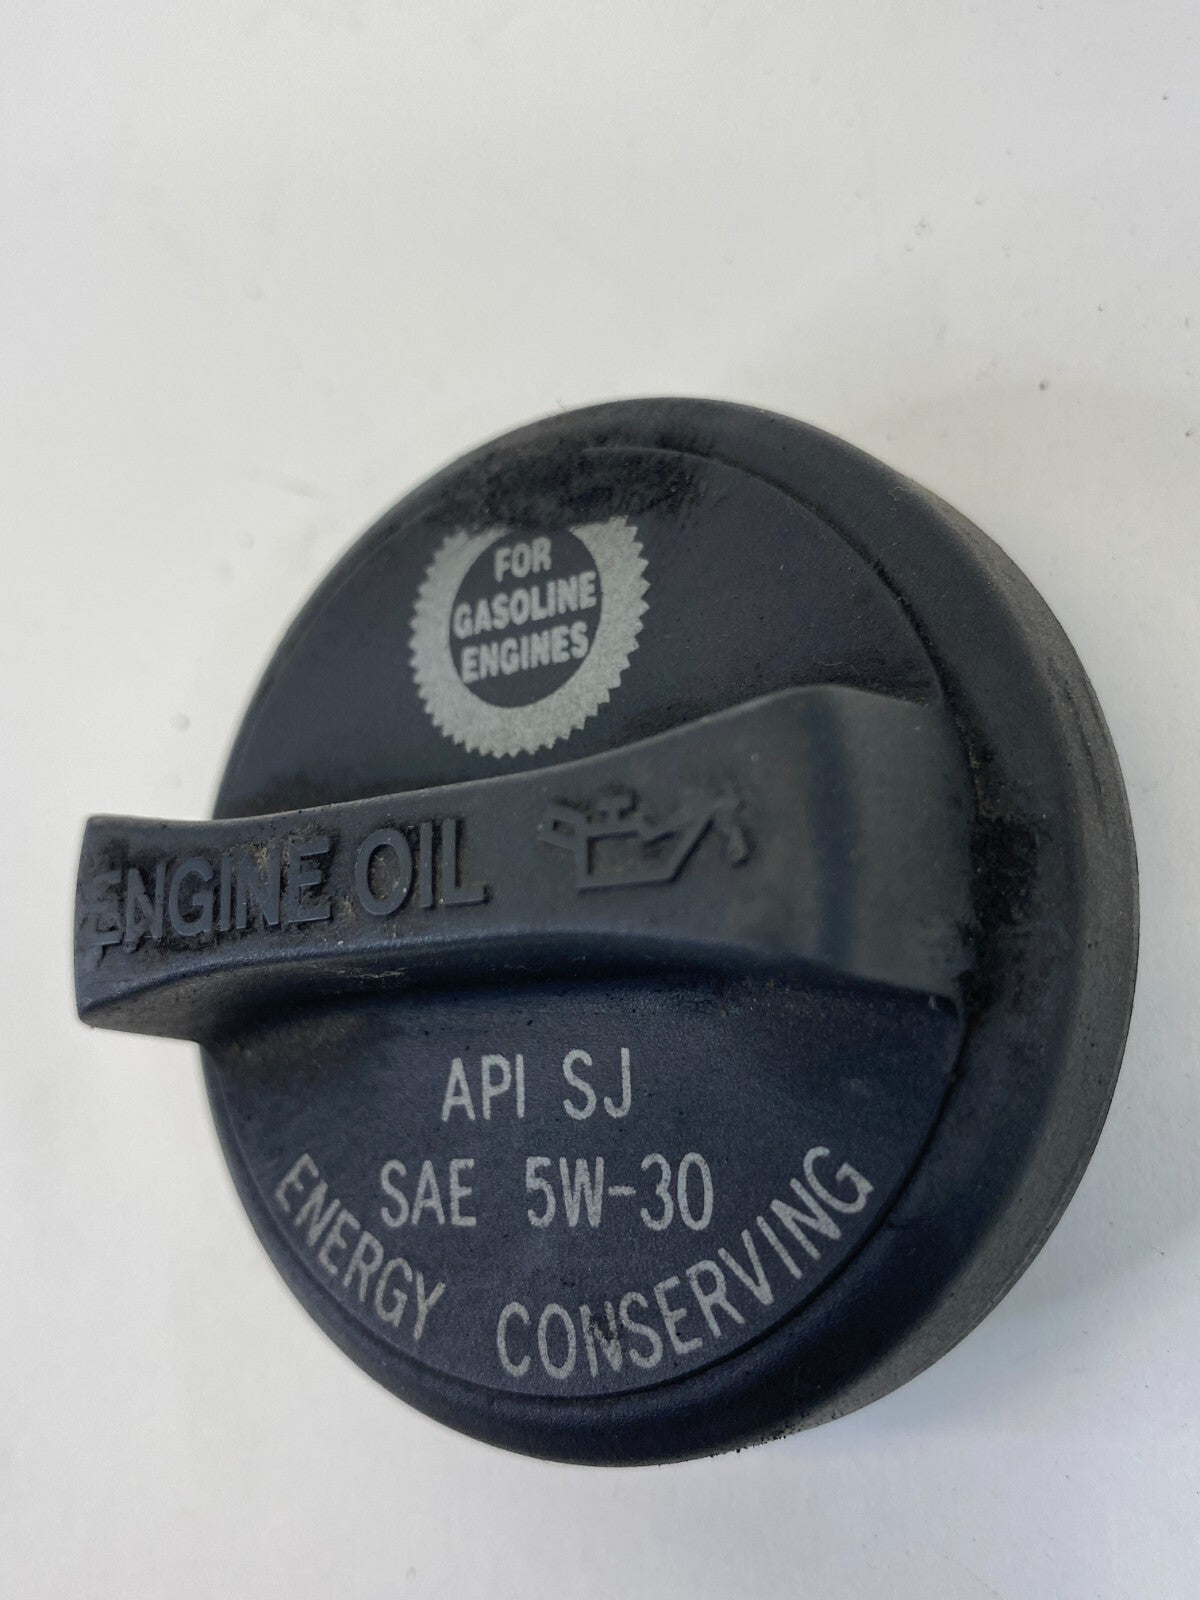 FOR
GASOLINE
ENGINES
ENGINE OIL
API SJ
SAE 5W-30
ENERGY CONSERVING